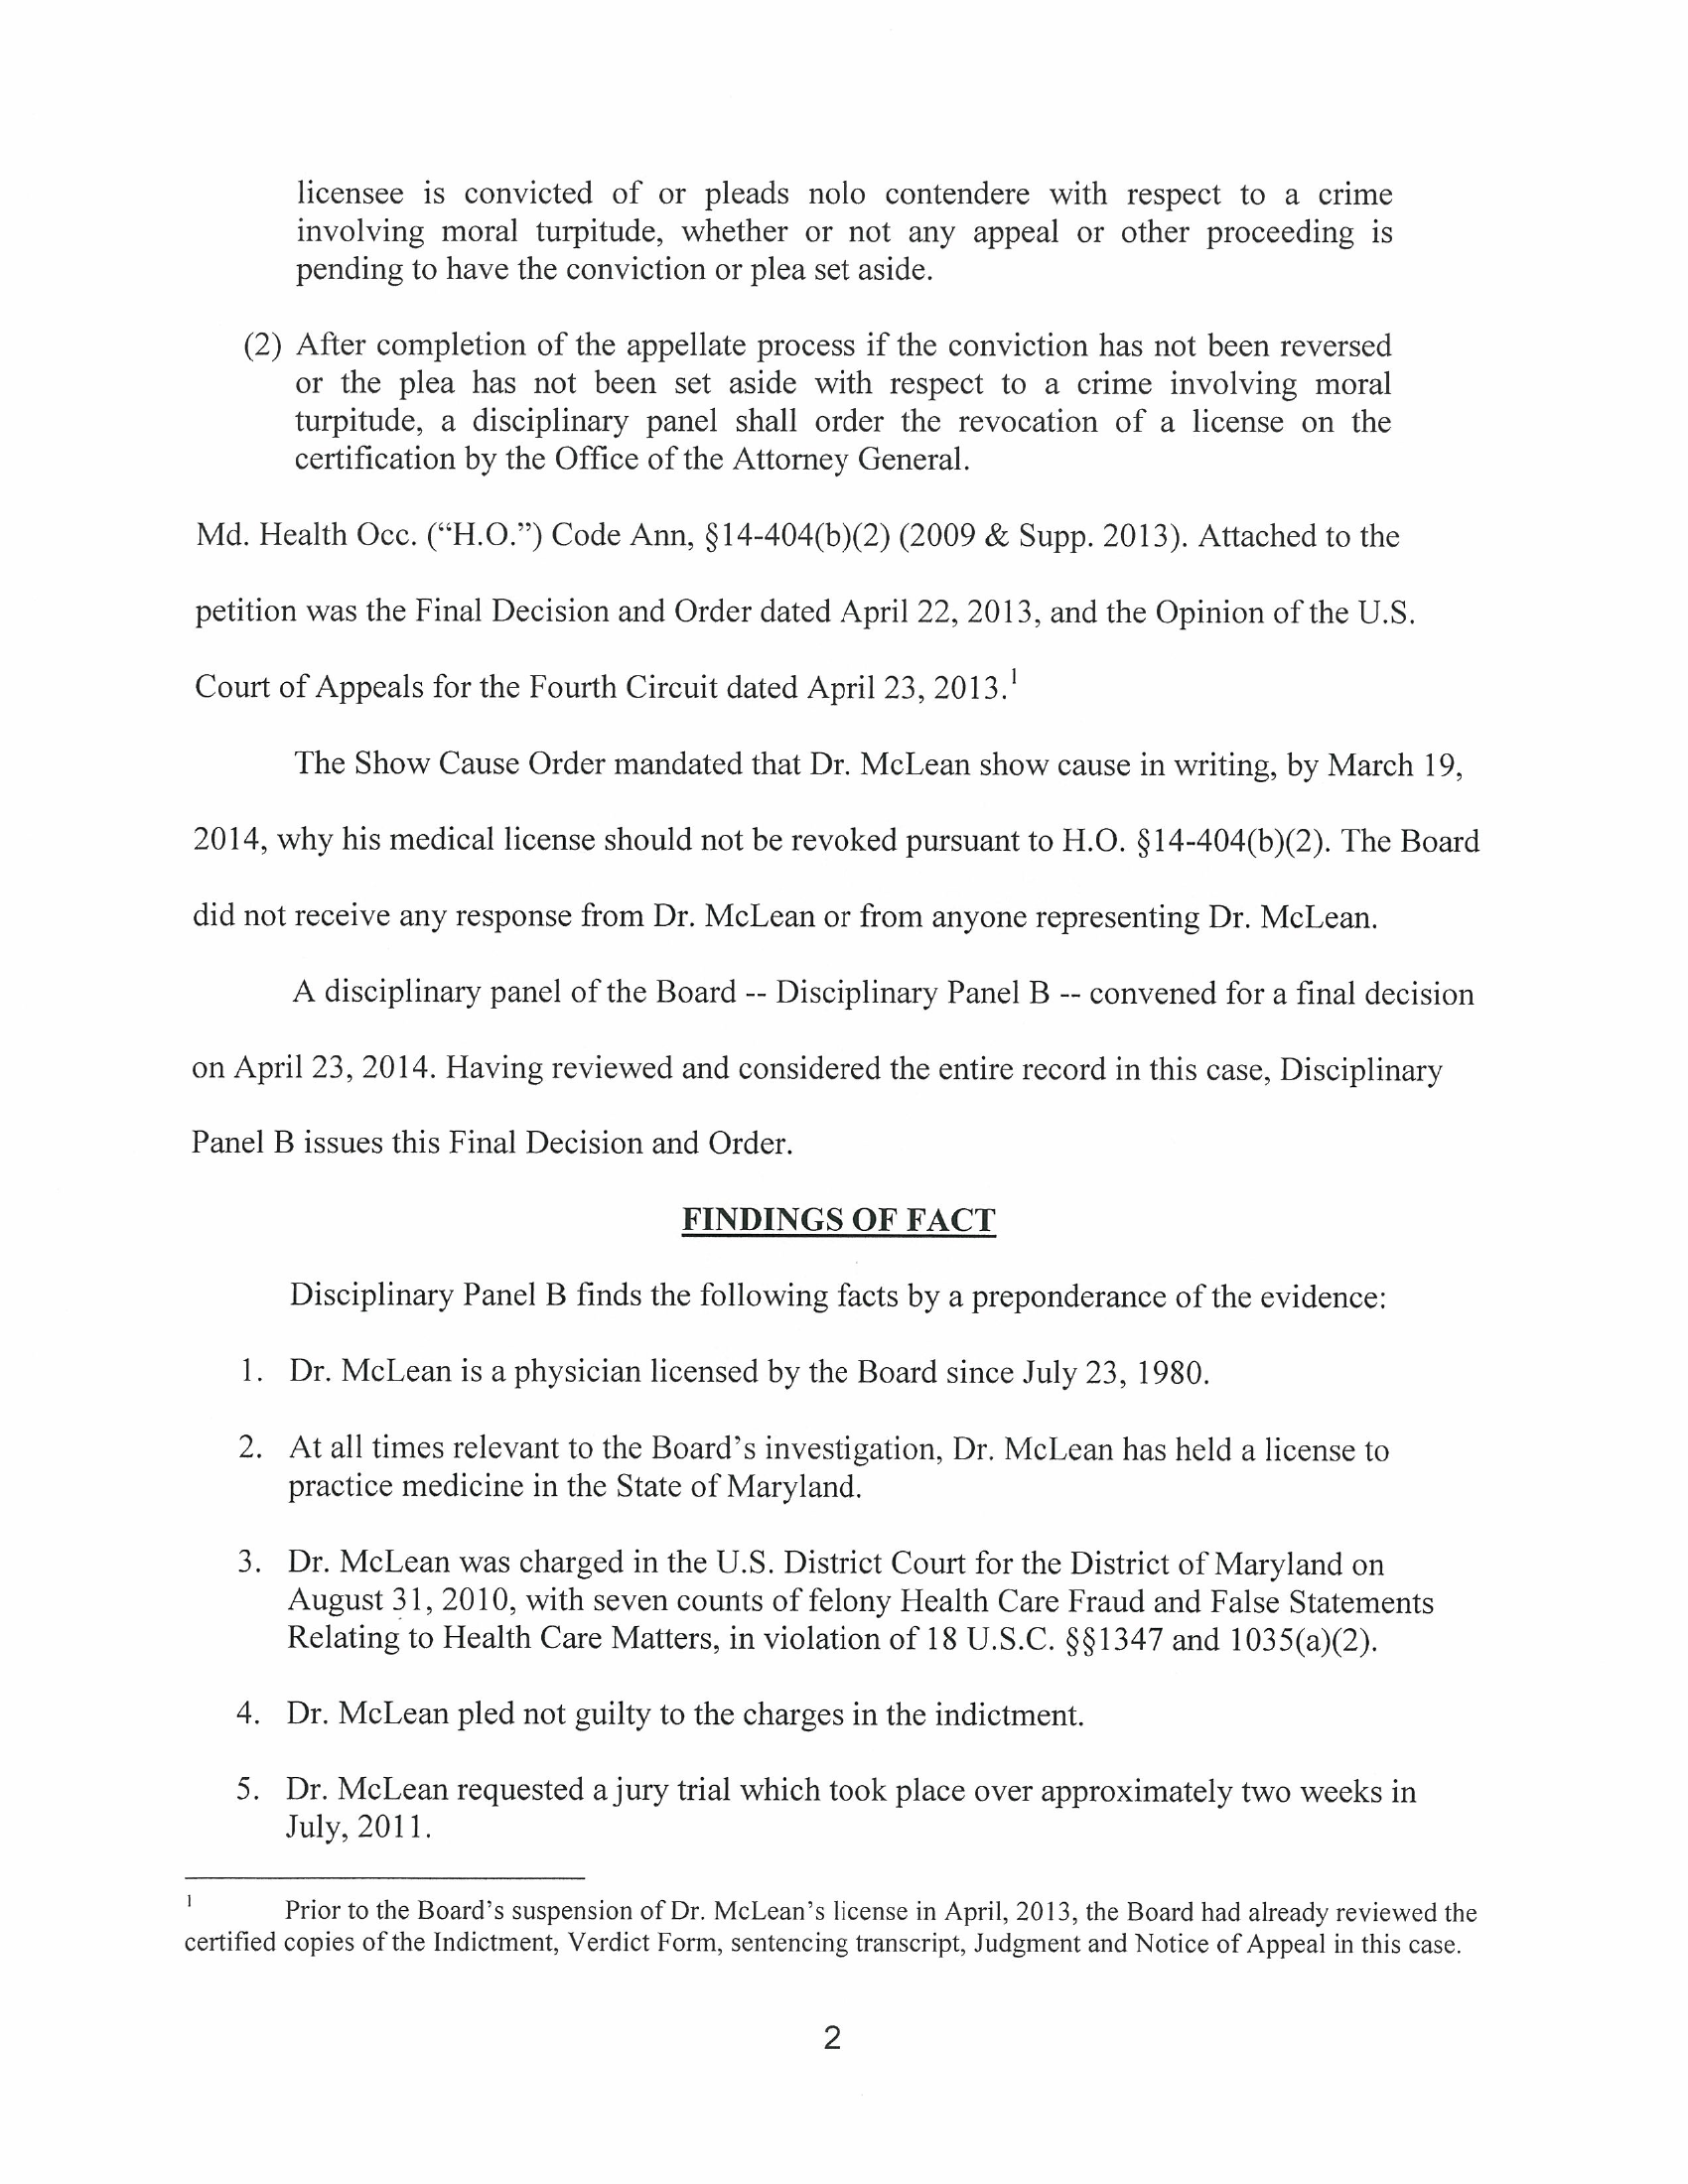 licensee is convicted of or pleads nolo contendere with respect to a crime
involving moral turpitude, whether or not any appeal or other proceeding is
pending to have the conviction or plea set aside.
(2) After completion of the appellate process if the conviction has not been reversed
or the plea has not been set aside with respect to a crime involving moral
turpitude, a disciplinary panel shall order the revocation of a license on the
certification by the Office of the Attorney General.
Md. Health Occ. (“H.O.”) Code Ann, §14-404(b)(2) (2009 & Supp. 2013). Attached to the
petition was the Final Decision and Order dated April 22, 2013, and the Opinion of the U.S.
Court of Appeals for the Fourth Circuit dated April 23, 2013.1
The Show Cause Order mandated that Dr. McLean show cause in writing, by March 19,
2014, why his medical license should not be revoked pursuant to H.O. §14-404(b)(2). The Board
did not receive any response from Dr. McLean or from anyone representing Dr. McLean.
A disciplinary panel of the Board -- Disciplinary Panel B -- convened for a final decision
on April 23, 2014. Having reviewed and considered the entire record in this case, Disciplinary
Panel B issues this Final Decision and Order.
FINDINGS OF FACT
Disciplinary Panel B finds the following facts by a preponderance of the evidence:
1. Dr. McLean is a physician licensed by the Board since July 23, 1980.
2. At all times relevant to the Board’s investigation, Dr. McLean has held a license to
practice medicine in the State of Maryland.
3. Dr. McLean was charged in the U.S. District Court for the District of Maryland on
August 31, 2010, with seven counts of felony Health Care Fraud and False Statements
Relating to Health Care Matters, in violation of 18 U.S.C. §§1347 and 1035(a)(2).
4. Dr. McLean pled not guilty to the charges in the indictment.
5. Dr. McLean requested a jury trial which took place over approximately two weeks in
July, 2011.
1 Prior to the Board’s suspension of Dr. McLean’s license in April, 2013, the Board had already reviewed the
certified copies of the Indictment, Verdict Form, sentencing transcript, Judgment and Notice of Appeal in this case.
2